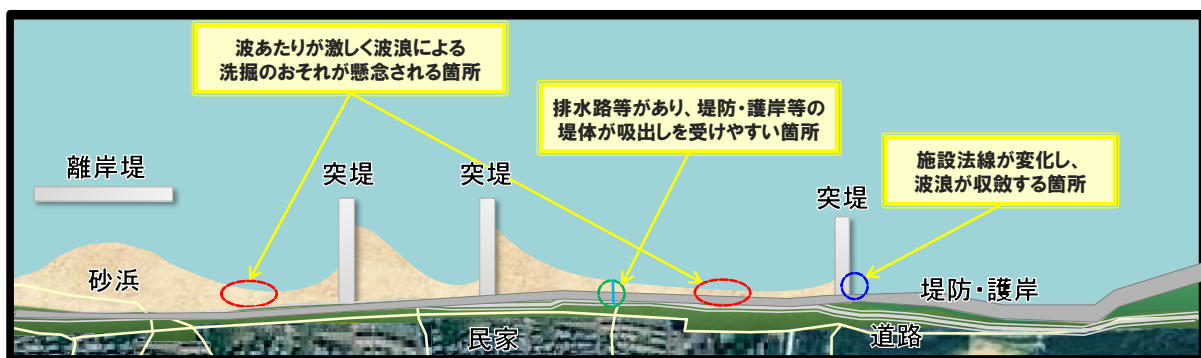 波あたりが激しく波浪による
洗掘のおそれが懸念される箇所
排水路等があり、堤防・護岸等の
堤体が吸出しを受けやすい箇所
施設法線が変化し、
波浪が収斂する箇所
離岸堤
突堤
突堤
突堤
砂浜
堤防・護岸
民家
道路